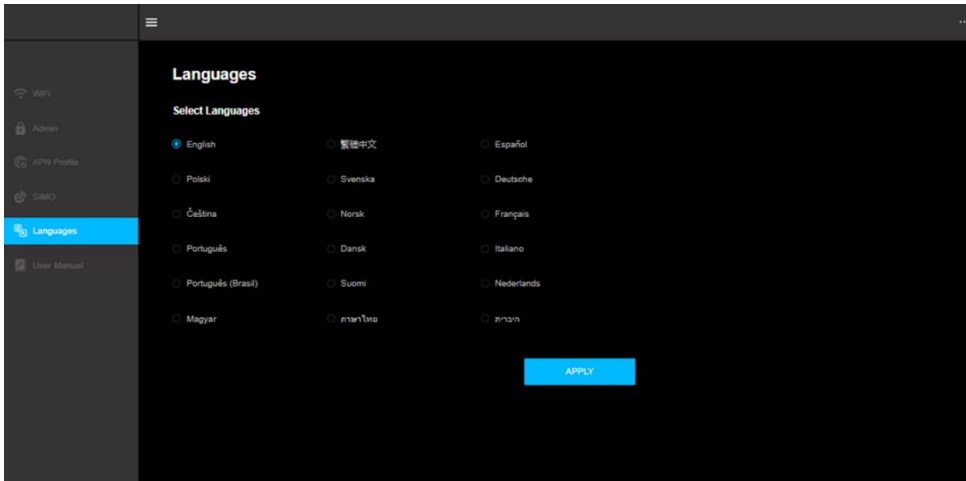 WiFi
Admin
APN Profile
SIMO
Languages
User Manual
Languages
Select Languages
English 繁體中文 Español
Polski Svenska Deutsche
Čeština Norsk Français
Português Dansk Italiano
Português (Brasil) Suomi Nederlands
Magyar ภาษาไทย היברית
APPLY